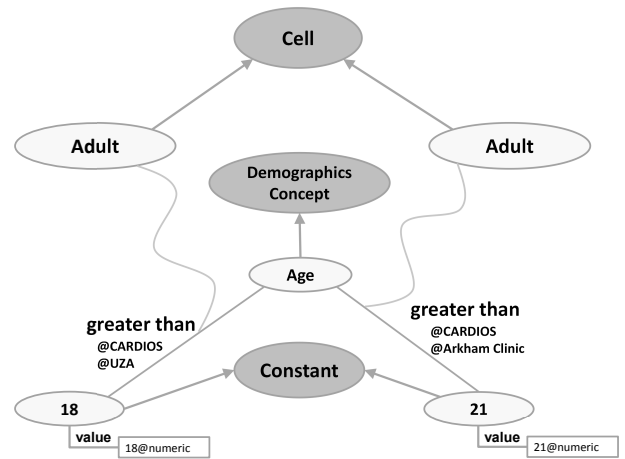 Cell
Adult
Adult
Demographics
Concept
Age
greater than
@CARDIOS
@UZA
greater than
@CARDIOS
@Arkham Clinic
Constant
18
21
value
18@numeric
value
21@numeric